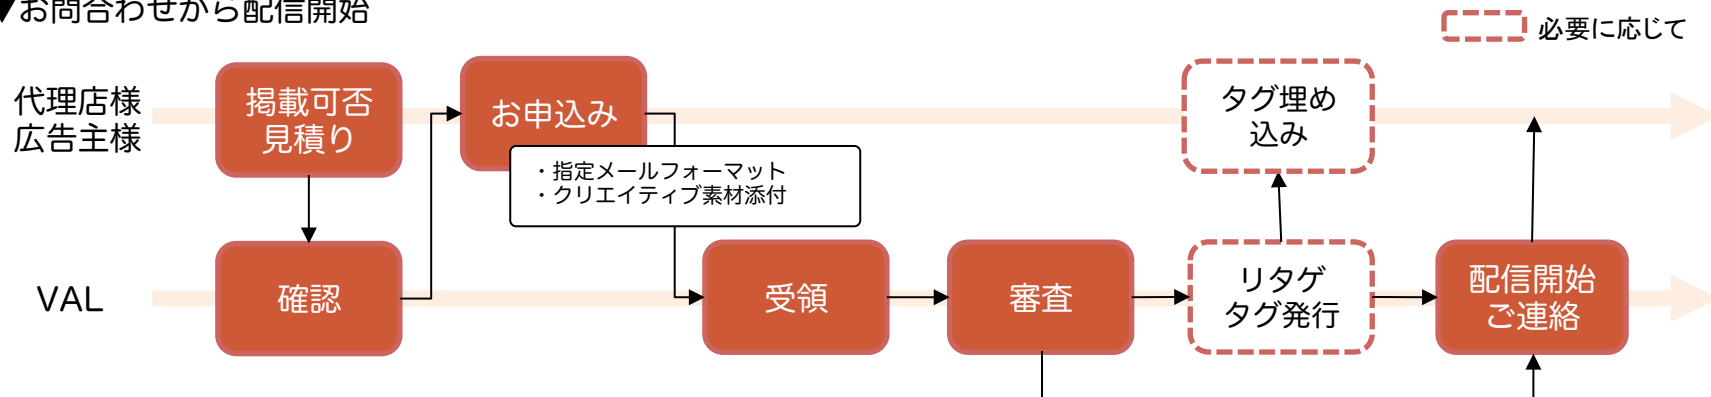 ▼お問合わせから配信開始
必要に応じて
代理店様
広告主様
掲載可否
見積り
お申込み
・指定メールフォーマット
・クリエイティブ素材添付
タグ埋め
込み
VAL
確認
受領
審査
リタゲ
タグ発行
配信開始
ご連絡